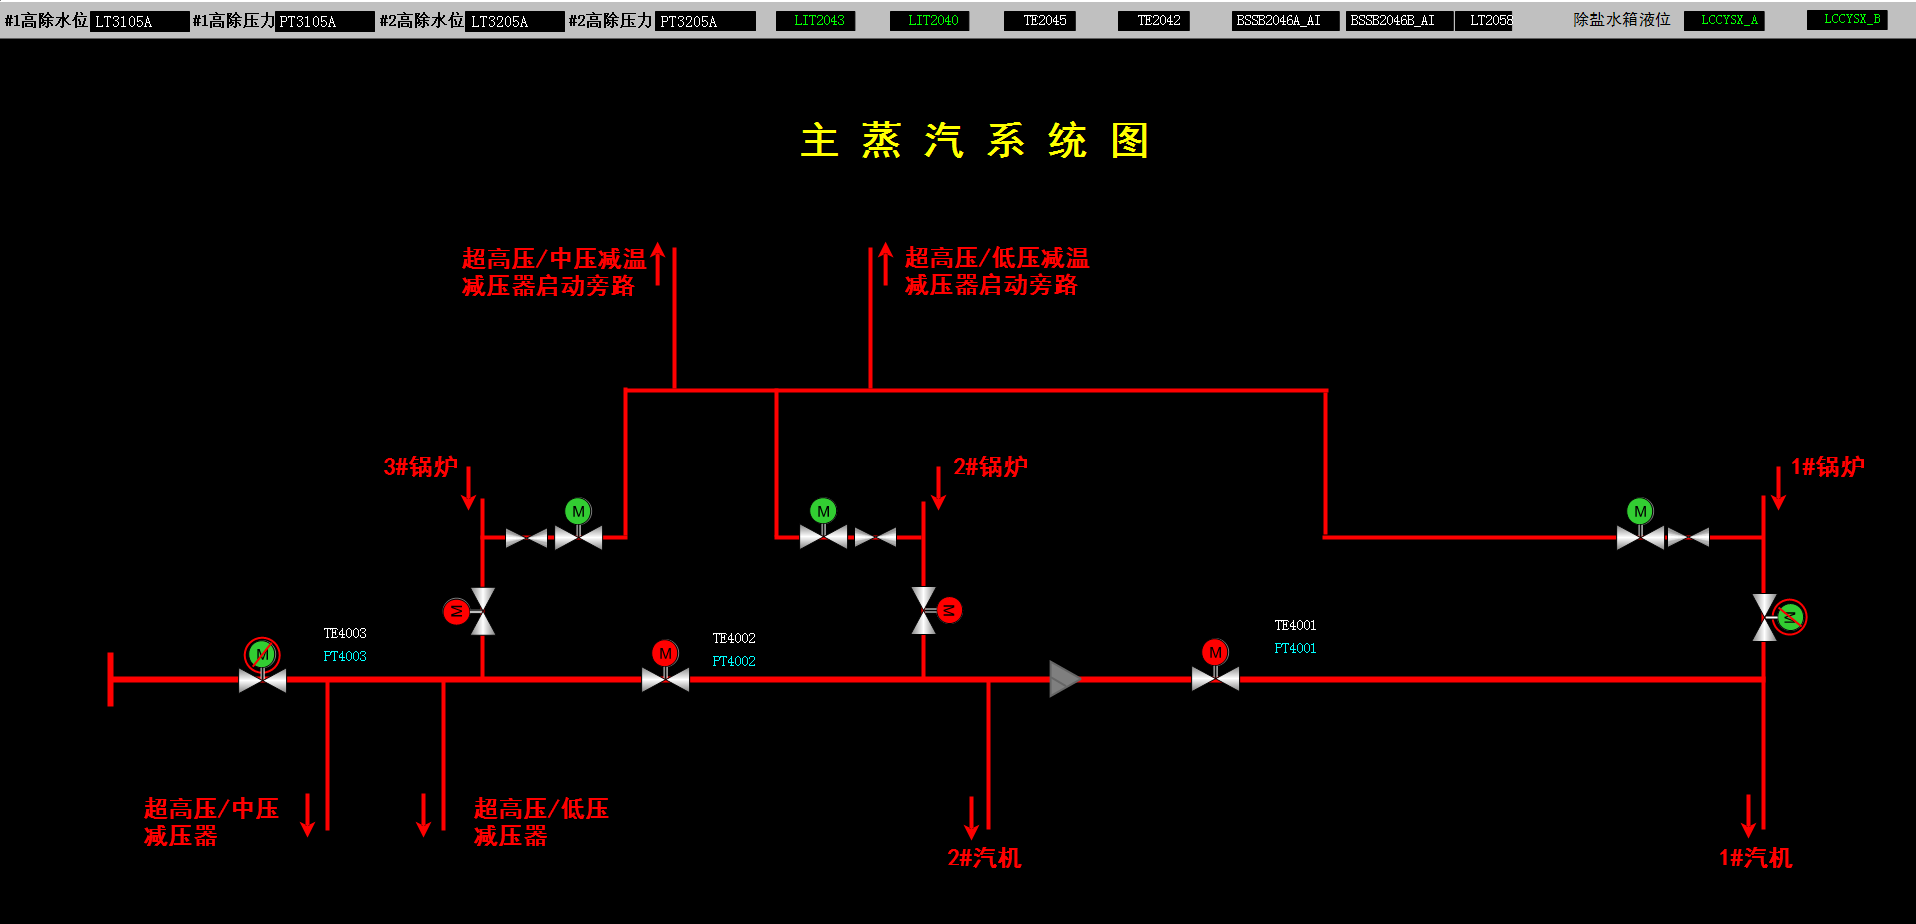 #1高除水位 LT3105A #1高除压力 PT3105A #2高除水位 LT3205A #2高除压力 PT3205A LIT2043 LIT2040 TE2045 TE2042 BSSB2046A_AI BSSB2046B_AI LT2058 除盐水箱液位 LCCYSX_A LCCYSX_B
主蒸汽系统图
超高压/中压减温
减压器启动旁路
超高压/低压减温
减压器启动旁路
3#锅炉
2#锅炉
1#锅炉
M
M
M
M
M
M
TE4003
PT4003
TE4002
PT4002
TE4001
PT4001
M
M
M
超高压/中压
减压器
超高压/低压
减压器
2#汽机
1#汽机